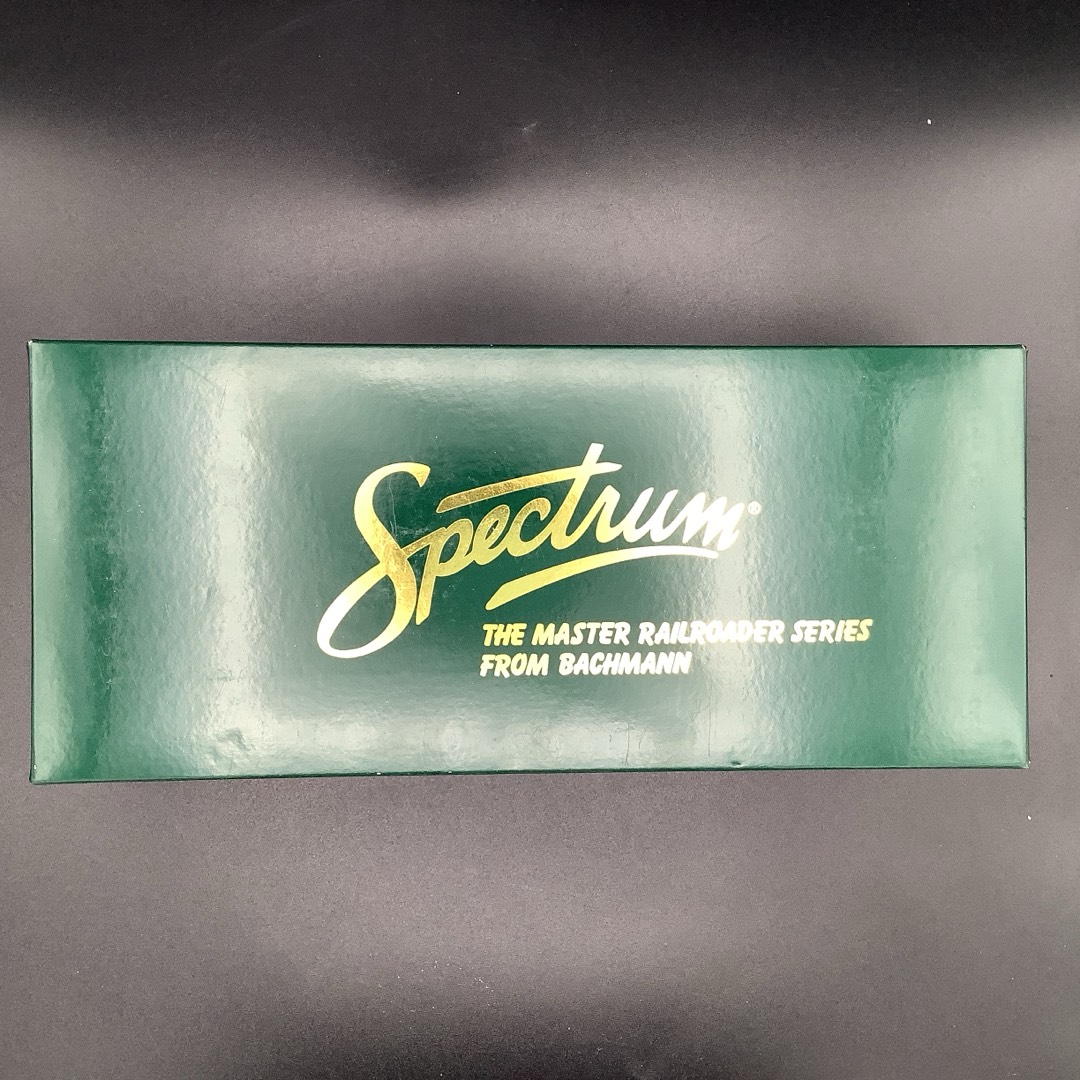 Spectrum®
THE MASTER RAILROADER SERIES
FROM BACHMANN